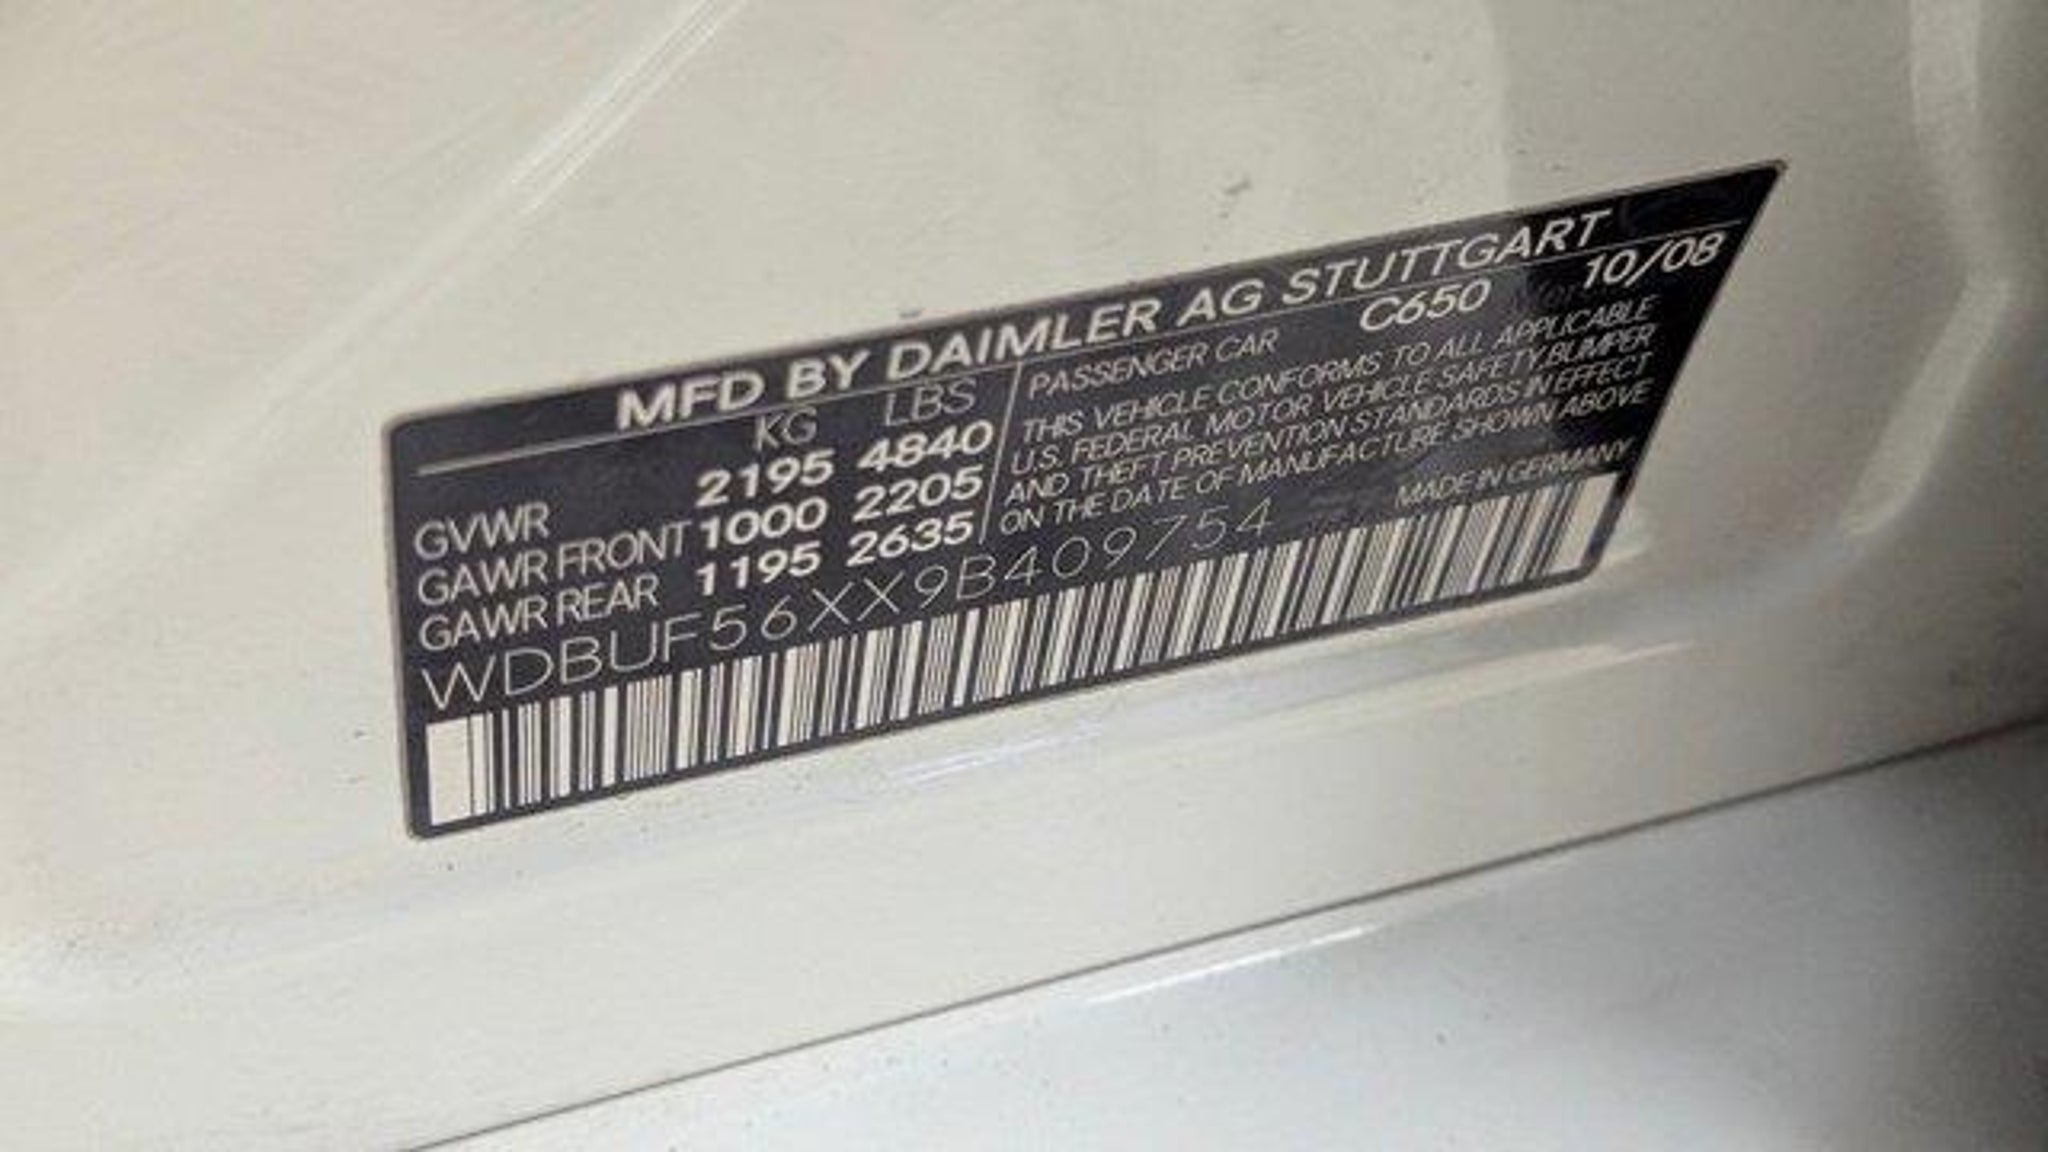 MFD BY DAIMLER AG STUTTGART
KG LBS
GVWR 2195 4840
GAWR FRONT 1000 2205
GAWR REAR 1195 2635
PASSENGER CAR C650 10/08
THIS VEHICLE CONFORMS TO ALL APPLICABLE
U.S. FEDERAL MOTOR VEHICLE SAFETY, BUMPER
AND THEFT PREVENTION STANDARDS IN EFFECT
ON THE DATE OF MANUFACTURE SHOWN ABOVE
MADE IN GERMANY
WDBUF56XX9B409754